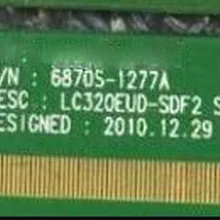 /N : 6870S-1277A
ESC : LC320EUD-SDF2 S
ESIGNED : 2010.12.29